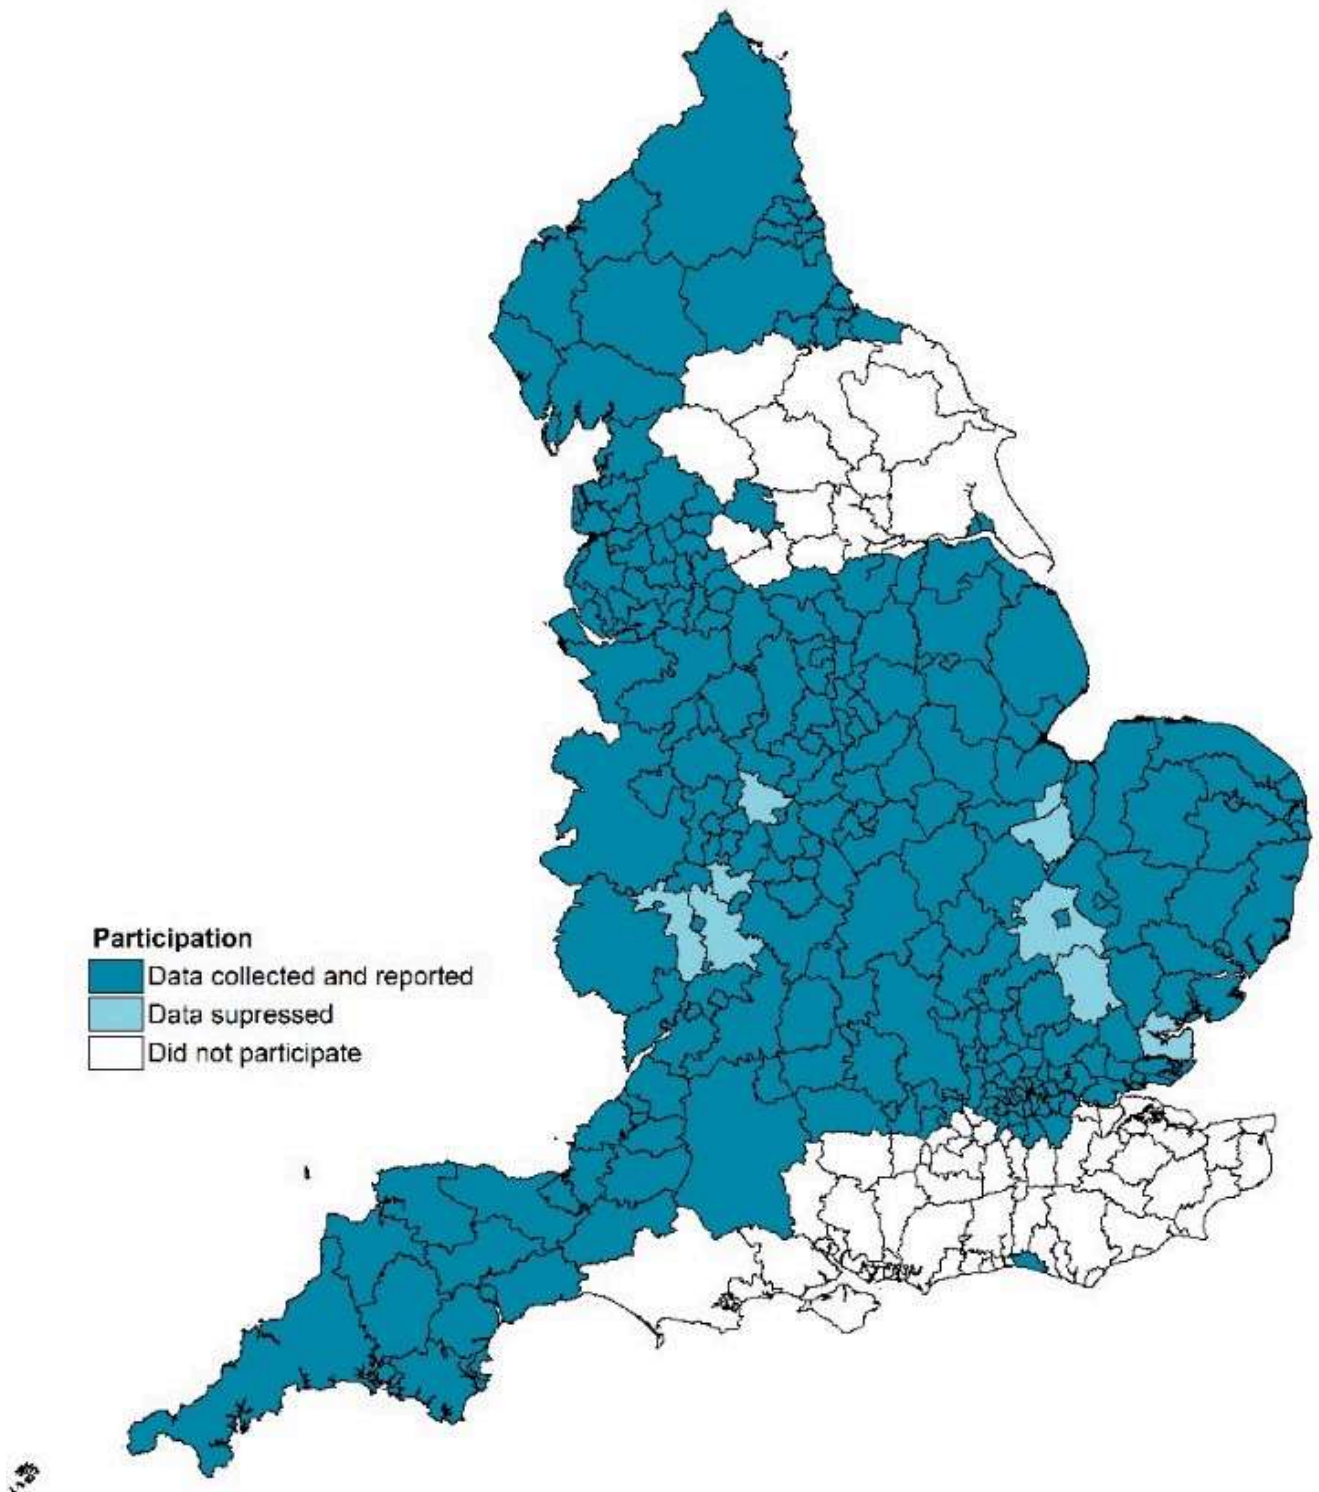 Participation
Data collected and reported
Data supressed
Did not participate